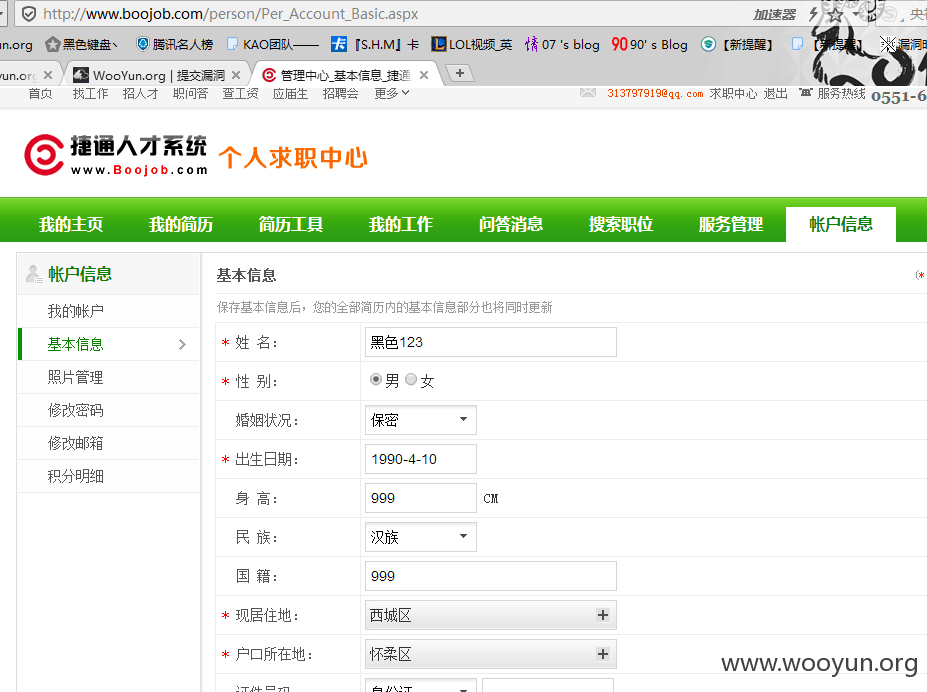 http://www.boojob.com/person/Per_Account_Basic.aspx 加速器
un.org 黑色键盘、 腾讯名人榜 KAO团队—— 『S.H.M』卡 LOL视频_英 情 07 's blog 90 90' s Blog 【新提醒】
yun.org WooYun.org | 提交漏洞 管理中心_基本信息_捷通
首页 找工作 招人才 职问答 查工资 应届生 招聘会 更多 313797919@qq.com 求职中心 退出 服务热线 0551-6
捷通人才系统 个人求职中心
www.Boojob.com
我的主页 我的简历 简历工具 我的工作 问答消息 搜索职位 服务管理 帐户信息
帐户信息
我的帐户
基本信息
照片管理
修改密码
修改邮箱
积分明细
基本信息 (*
保存基本信息后，您的全部简历内的基本信息部分也将同时更新
* 姓 名： 黑色123
* 性 别： 男 女
婚姻状况： 保密
* 出生日期： 1990-4-10
身 高： 999 CM
民 族： 汉族
国 籍： 999
* 现居住地： 西城区 +
* 户口所在地： 怀柔区 +
证件号码 身份证
www.wooyun.org